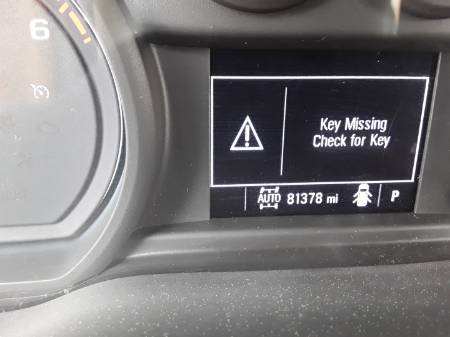 6
Key Missing
Check for Key
AUTO 81378 mi P